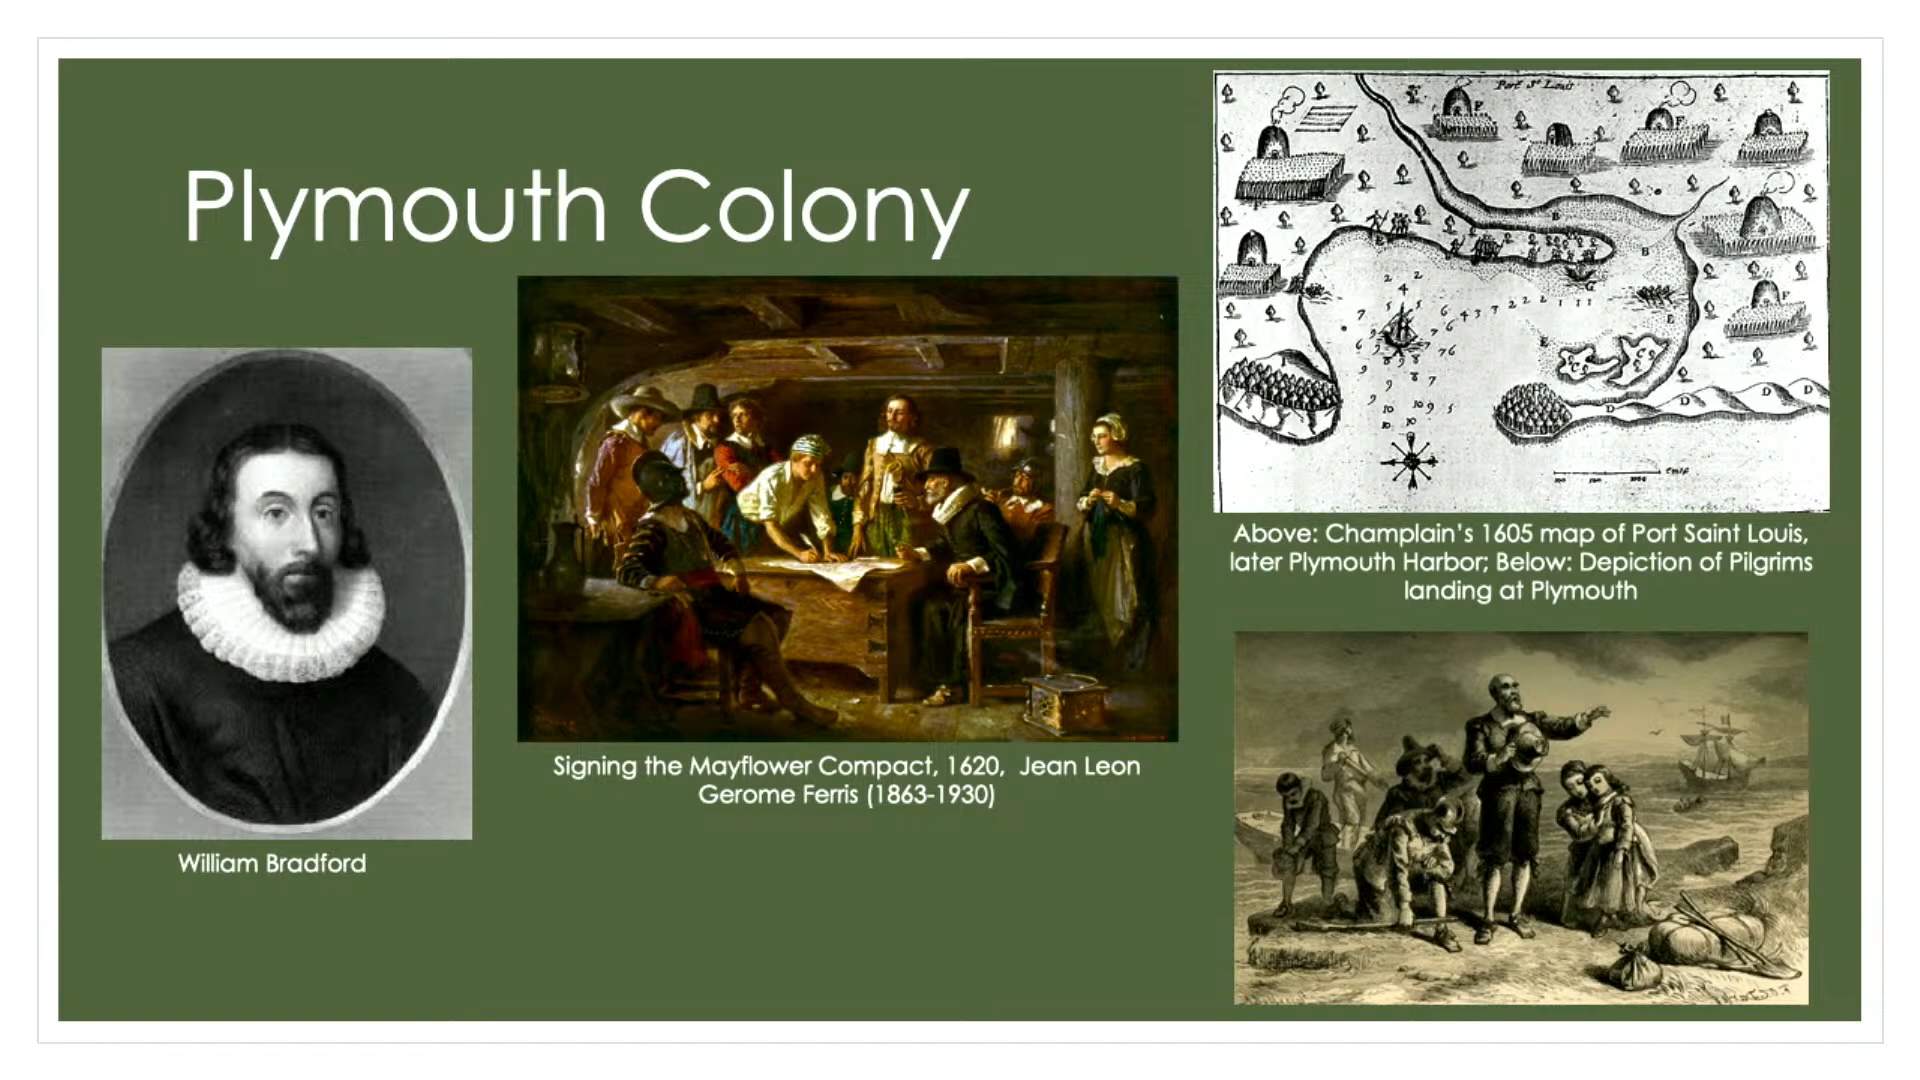 Plymouth Colony
William Bradford
Signing the Mayflower Compact, 1620,  Jean Leon
Gerome Ferris (1863-1930)
Port St Louis
Above: Champlain's 1605 map of Port Saint Louis,
later Plymouth Harbor; Below: Depiction of Pilgrims
landing at Plymouth